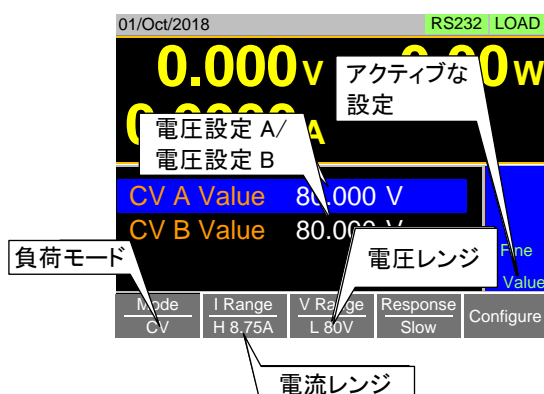 01/Oct/2018 RS232 LOAD
0.000V 0W
アクティブな
設定
A
電圧設定 A/
電圧設定 B
CV A Value 80.000 V
CV B Value 80.000 V
負荷モード
電圧レンジ
Fine
Value
Mode I Range V Range Response Configure
CV H 8.75A L 80V Slow
電流レンジ